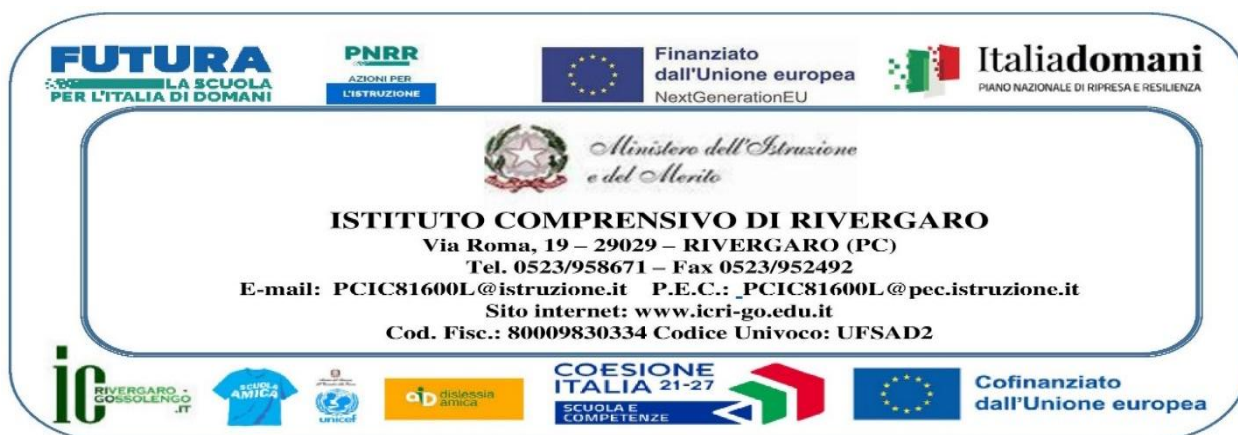 FUTURA
LA SCUOLA
PER L'ITALIA DI DOMANI
PNRR
AZIONI PER
L'ISTRUZIONE
Finanziato
dall'Unione europea
NextGenerationEU
Italiadomani
PIANO NAZIONALE DI RIPRESA E RESILIENZA
Ministero dell'Istruzione
e del Merito
ISTITUTO COMPRENSIVO DI RIVERGARO
Via Roma, 19 – 29029 – RIVERGARO (PC)
Tel. 0523/958671 – Fax 0523/952492
E-mail: PCIC81600L@istruzione.it P.E.C.: PCIC81600L@pec.istruzione.it
Sito internet: www.icri-go.edu.it
Cod. Fisc.: 80009830334 Codice Univoco: UFSAD2
ic
RIVERGARO -
GOSSOLENGO
.IT
SCUOLA
AMICA
unicef
aiD dislessia
amica
COESIONE
ITALIA 21-27
SCUOLA E
COMPETENZE
Cofinanziato
dall'Unione europea